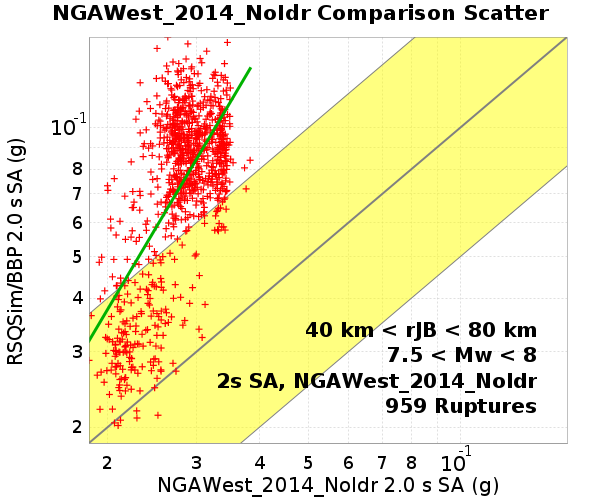 NGAWest_2014_NoIdr Comparison Scatter
RSQSim/BBP 2.0 s SA (g)
10-1
8
7
6
5
4
3
2
40 km < rJB < 80 km
7.5 < Mw < 8
2s SA, NGAWest_2014_NoIdr
959 Ruptures
2 3 4 5 6 7 8 10-1
NGAWest_2014_NoIdr 2.0 s SA (g)